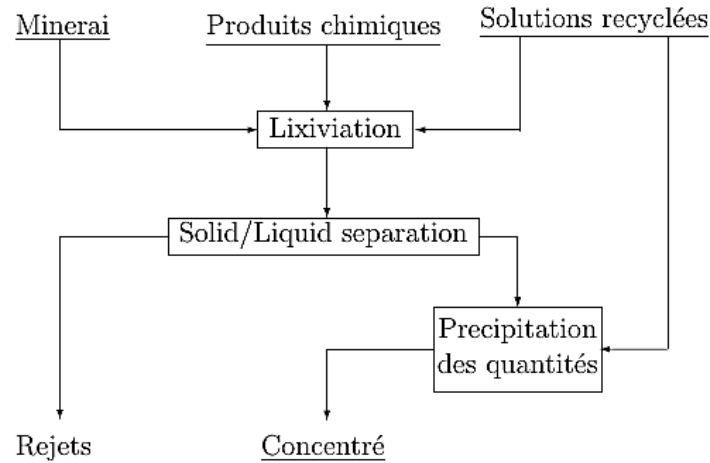 Minerai
Produits chimiques
Solutions recyclées
Lixiviation
Solid/Liquid separation
Precipitation
des quantités
Rejets
Concentré